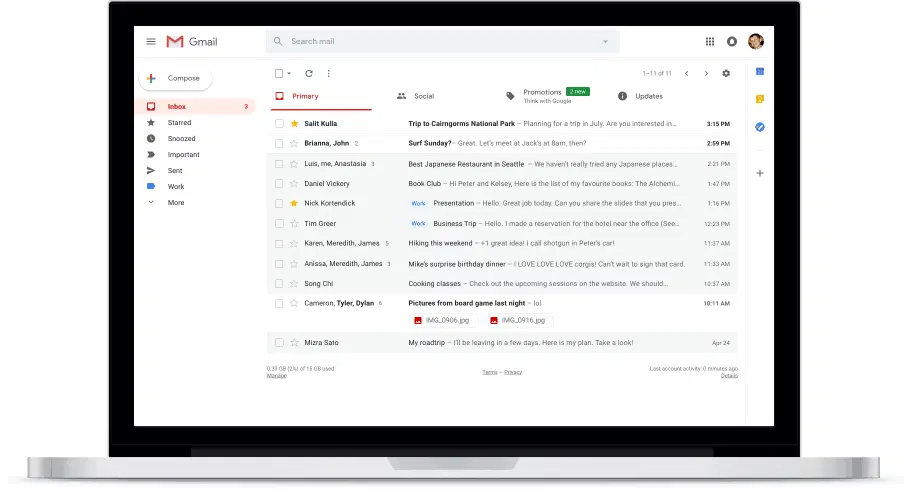 Gmail
Search mail
Compose
1–11 of 11
Inbox 3
Starred
Snoozed
Important
Sent
Work
More
Primary
Social
Promotions 2 new
Think with Google
Updates
Salit Kulla Trip to Cairngorms National Park – Planning for a trip in July. Are you interested in... 3:15 PM
Brianna, John 2 Surf Sunday?– Great. Let's meet at Jack's at 8am, then? 2:59 PM
Luis, me, Anastasia 3 Best Japanese Restaurant in Seattle – We haven't really tried any Japanese places... 2:21 PM
Daniel Vickery Book Club – Hi Peter and Kelsey, Here is the list of my favourite books: The Alchemi... 1:47 PM
Nick Kortendick Work Presentation – Hello, Great job today. Can you share the slides that you pres... 1:16 PM
Tim Greer Work Business Trip – Hello. I made a reservation for the hotel near the office (See... 12:23 PM
Karen, Meredith, James 5 Hiking this weekend – +1 great idea! i call shotgun in Peter's car! 11:37 AM
Anissa, Meredith, James 3 Mike's surprise birthday dinner – I LOVE LOVE LOVE corgis! Can't wait to sign that card. 11:33 AM
Song Chi Cooking classes – Check out the upcoming sessions on the website. We should... 10:37 AM
Cameron, Tyler, Dylan 6 Pictures from board game last night – lol 10:11 AM
IMG_0906.jpg IMG_0916.jpg
Mizra Sato My roadtrip – I'll be leaving in a few days. Here is my plan. Take a look! Apr 24
0.33 GB (2%) of 15 GB used
Manage
Terms – Privacy
Last account activity: 0 minutes ago
Details